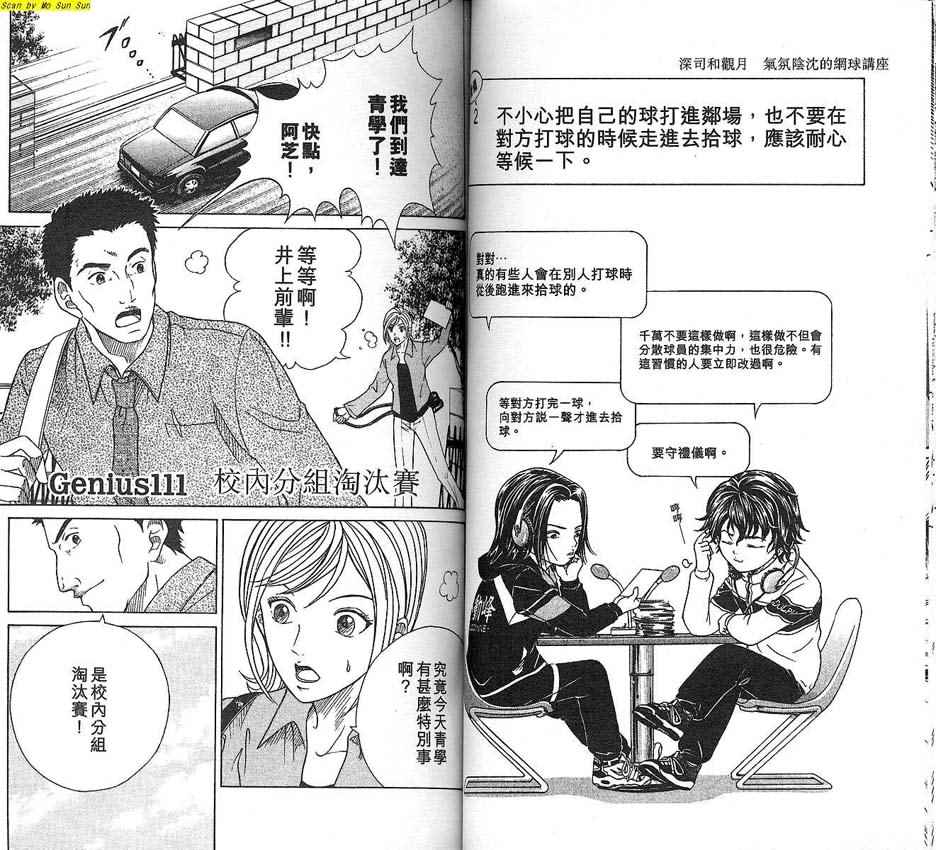 Scan by Mo Sun Sun
深司和觀月 氣氛陰沈的網球講座
2
不小心把自己的球打進鄰場，也不要在
對方打球的時候走進去拾球，應該耐心
等候一下。
對對…
真的有些人會在別人打球時
從後跑進來拾球的。
千萬不要這樣做啊，這樣做不但會
分散球員的集中力，也很危險。有
這習慣的人要立即改過啊。
等對方打完一球，
向對方説一聲才進去拾
球。
要守禮儀啊。
哼
哼
我們到達
青學了！
快點，
阿芝！
等等啊！
井上前輩!!
Genius111 校內分組淘汰賽
究竟今天青學
有甚麼特別事
啊？
是校內分組
淘汰賽！